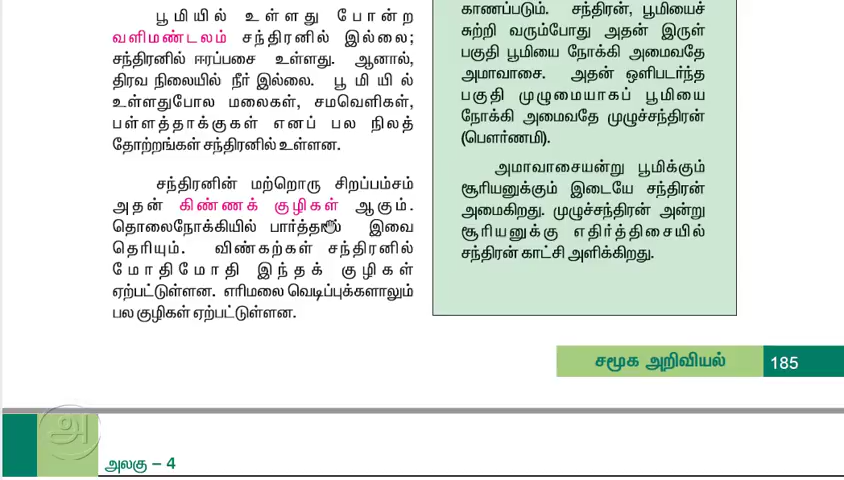 பூமியில் உள்ளது போன்ற
வளிமண்டலம் சந்திரனில் இல்லை;
சந்திரனில் ஈரப்பசை உள்ளது. ஆனால்,
திரவ நிலையில் நீர் இல்லை. பூமியில்
உள்ளதுபோல மலைகள், சமவெளிகள்,
பள்ளத்தாக்குகள் எனப் பல நிலத்
தோற்றங்கள் சந்திரனில் உள்ளன.
சந்திரனின் மற்றொரு சிறப்பம்சம்
அதன் கிண்ணக் குழிகள் ஆகும்.
தொலைநோக்கியில் பார்த்தால் இவை
தெரியும். விண்கற்கள் சந்திரனில்
மோதிமோதி இந்தக் குழிகள்
ஏற்பட்டுள்ளன. எரிமலை வெடிப்புக்களாலும்
பல குழிகள் ஏற்பட்டுள்ளன.
காணப்படும். சந்திரன், பூமியைச்
சுற்றி வரும்போது அதன் இருள்
பகுதி பூமியை நோக்கி அமைவதே
அமாவாசை. அதன் ஒளிபடர்ந்த
பகுதி முழுமையாகப் பூமியை
நோக்கி அமைவதே முழுச்சந்திரன்
(பௌர்ணமி).
அமாவாசையன்று பூமிக்கும்
சூரியனுக்கும் இடையே சந்திரன்
அமைகிறது. முழுச்சந்திரன் அன்று
சூரியனுக்கு எதிர்த்திசையில்
சந்திரன் காட்சி அளிக்கிறது.
சமூக அறிவியல் 185
அ
அலகு – 4